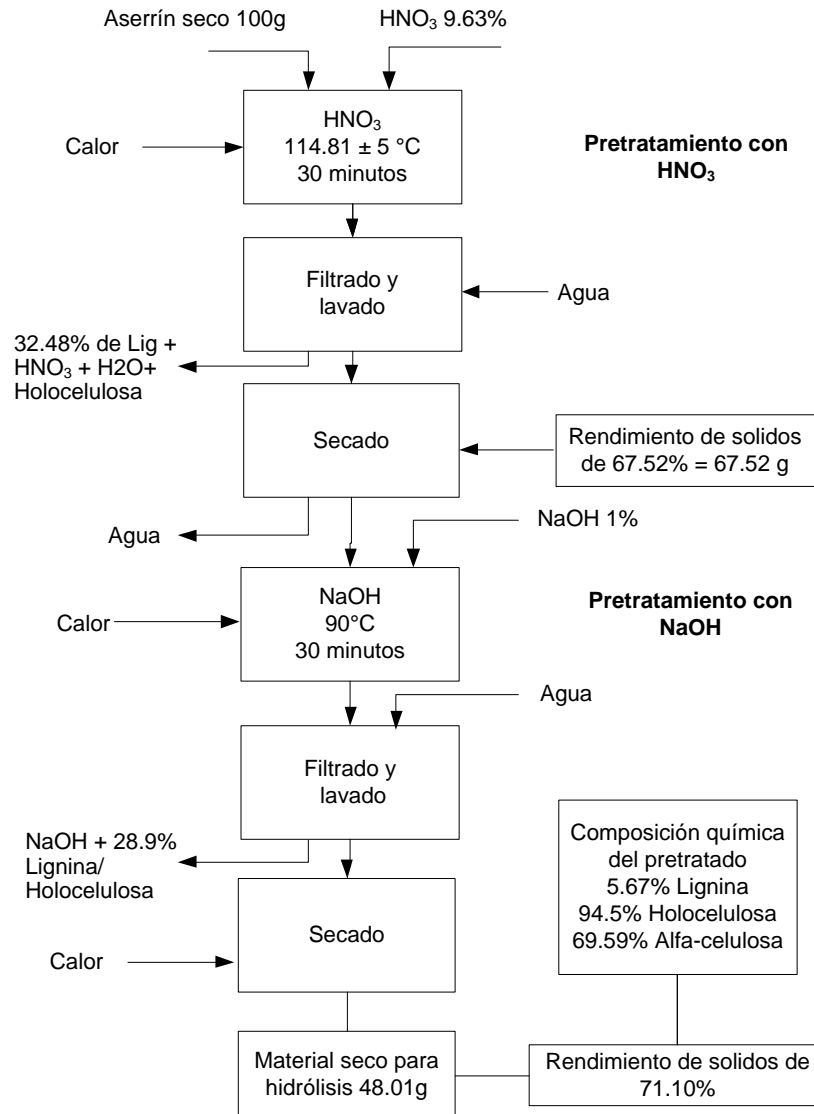 Aserrín seco 100g
HNO₃ 9.63%
HNO₃
114.81 ± 5 °C
30 minutos
Calor
Pretratamiento con
HNO₃
Filtrado y
lavado
Agua
32.48% de Lig +
HNO₃ + H2O+
Holocelulosa
Secado
Rendimiento de solidos
de 67.52% = 67.52 g
Agua
NaOH 1%
NaOH
90°C
30 minutos
Calor
Pretratamiento con
NaOH
Agua
Filtrado y
lavado
NaOH + 28.9%
Lignina/
Holocelulosa
Composición química
del pretratado
5.67% Lignina
94.5% Holocelulosa
69.59% Alfa-celulosa
Secado
Calor
Material seco para
hidrólisis 48.01g
Rendimiento de solidos de
71.10%